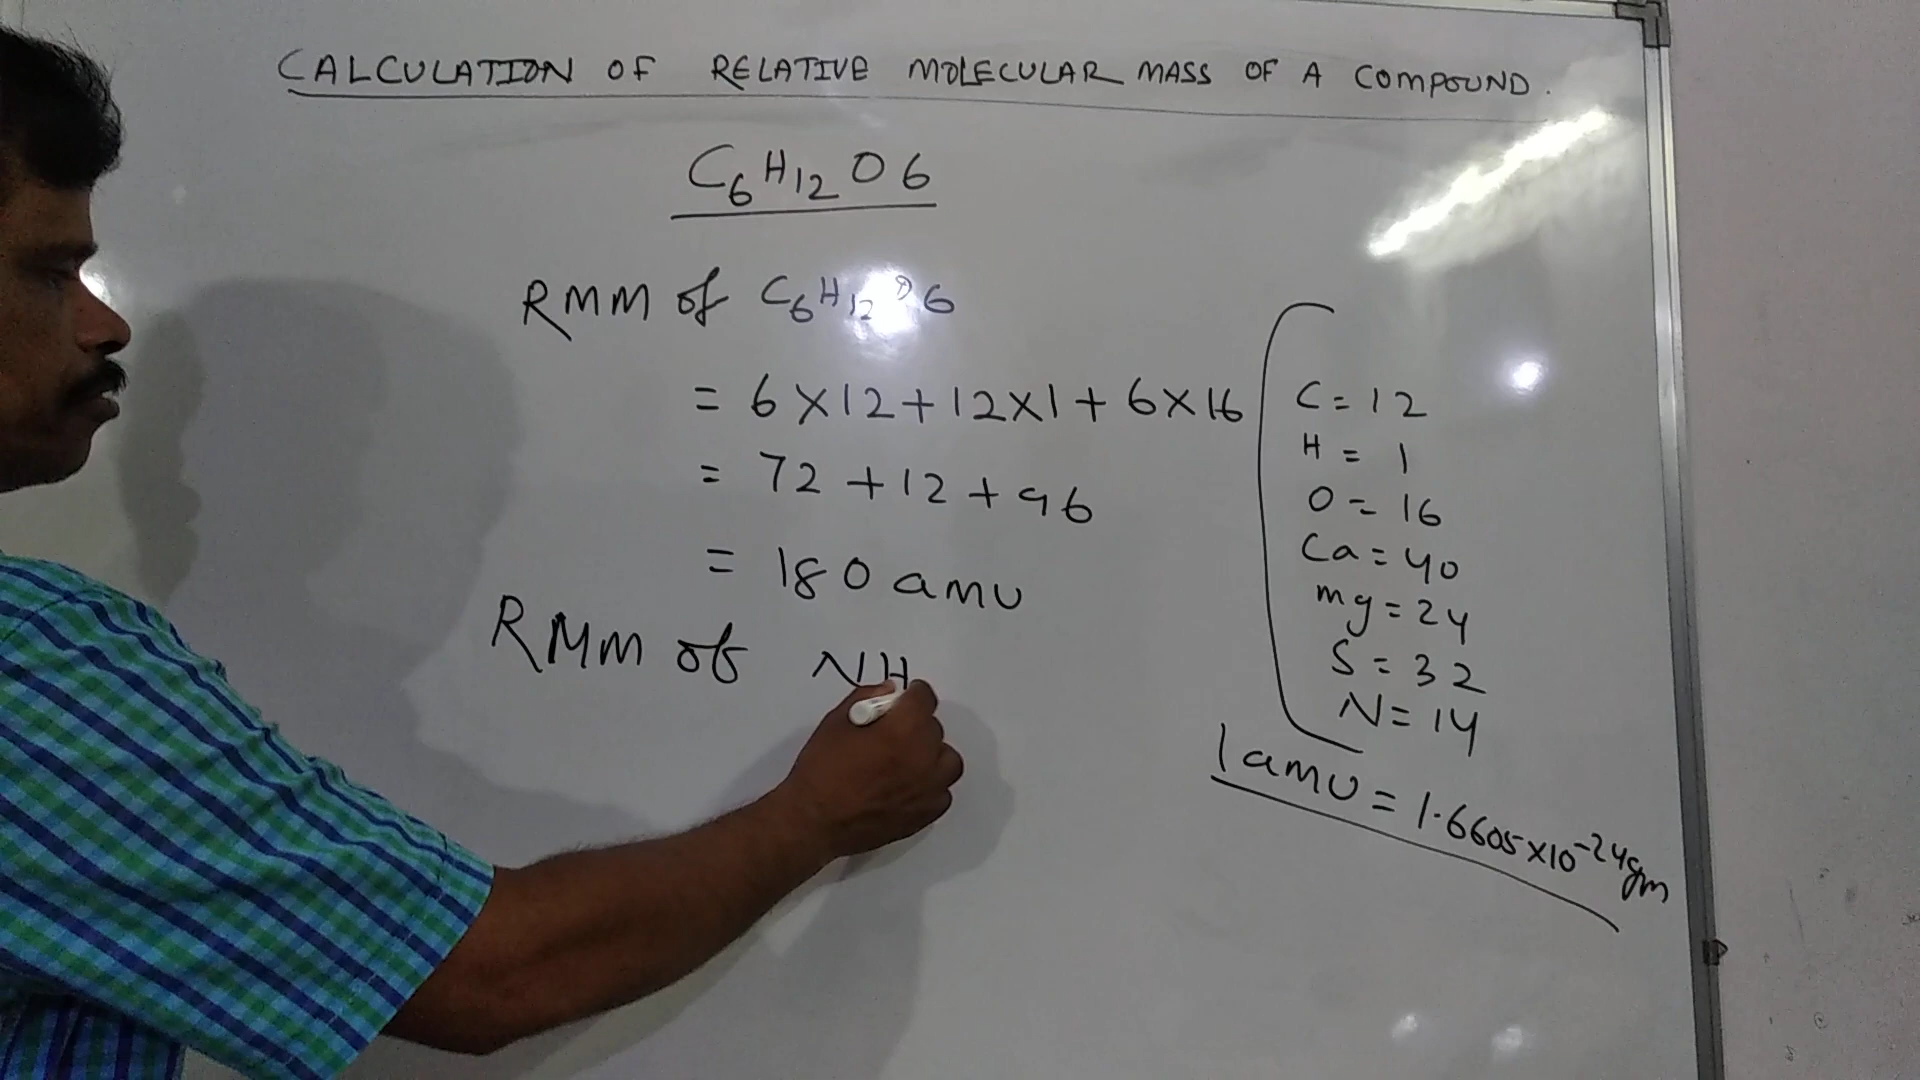 CALCULATION OF RELATIVE MOLECULAR MASS OF A COMPOUND.
C₆H₁₂O6
RMM of C₆H₁₂O6
= 6×12+12×1+6×16
= 72+12+96
= 180 amu
RMM of NH
C=12
H=1
O=16
Ca=40
mg=24
S=32
N=14
1amu=1.6605×10⁻²⁴gm